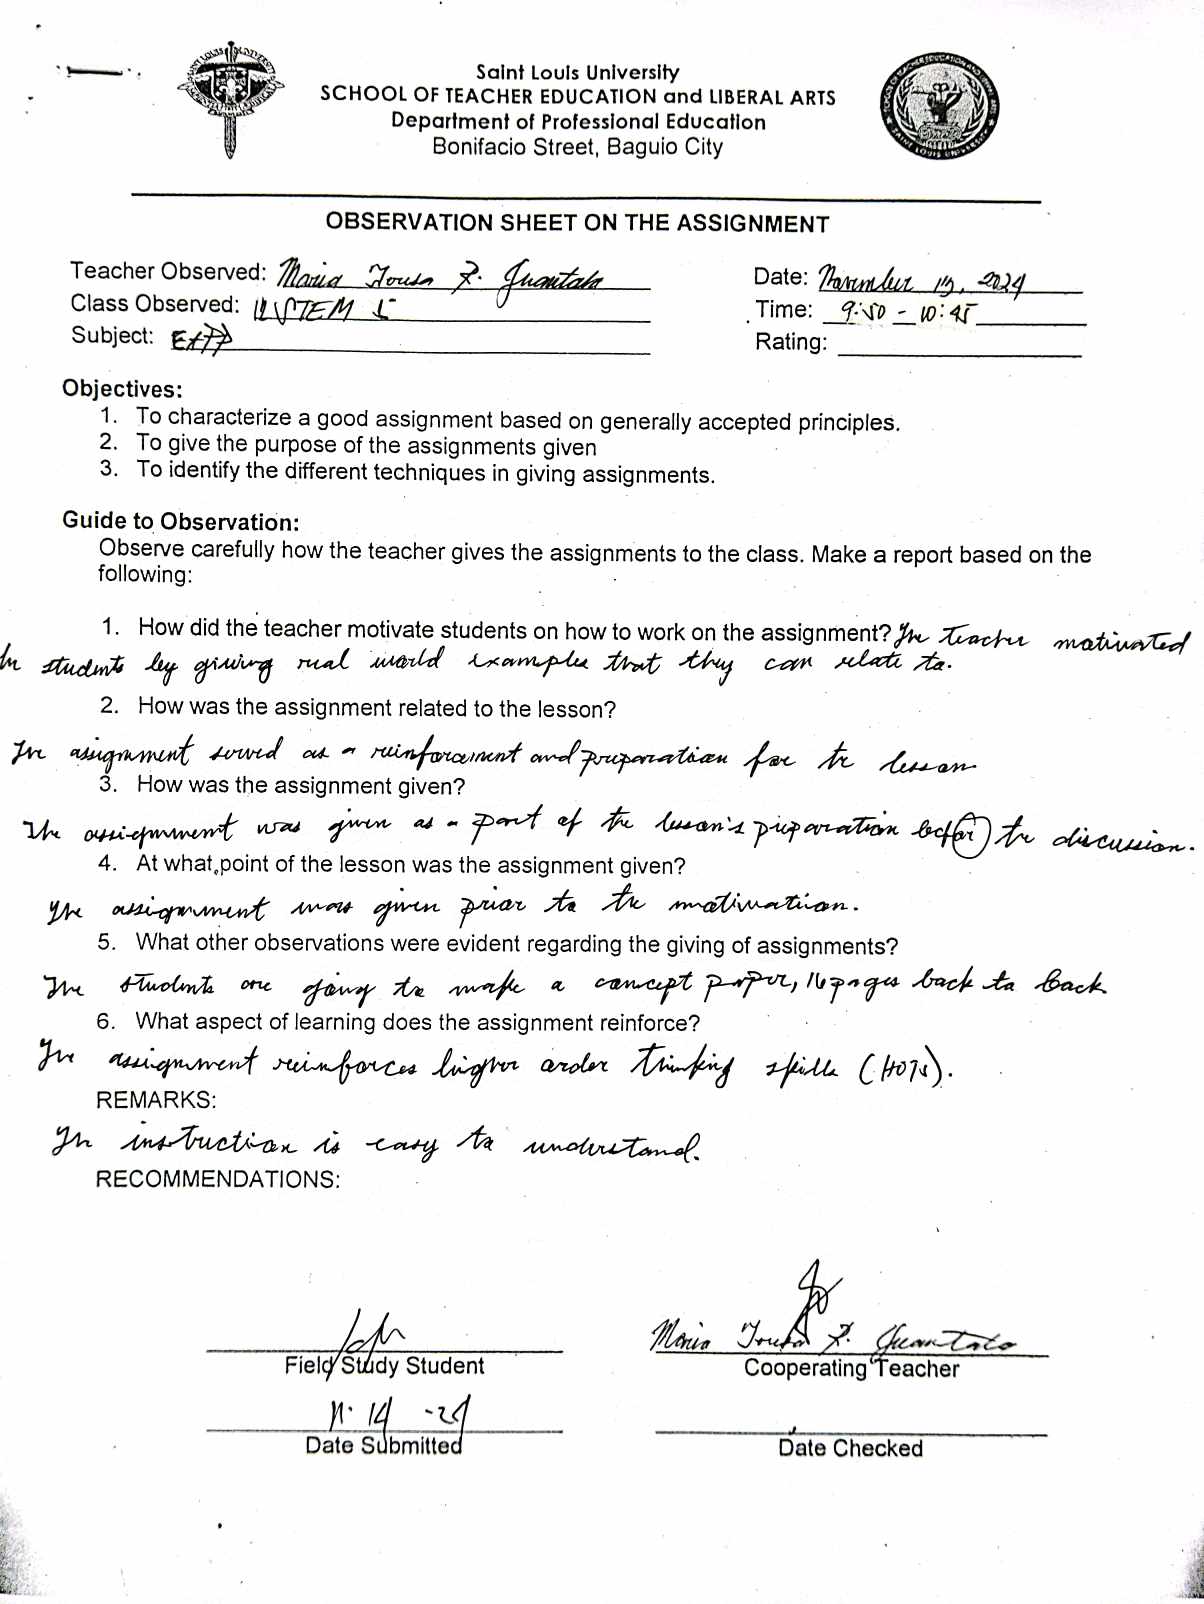 Saint Louis University
SCHOOL OF TEACHER EDUCATION and LIBERAL ARTS
Department of Professional Education
Bonifacio Street, Baguio City
OBSERVATION SHEET ON THE ASSIGNMENT
Teacher Observed: Maria F.
Date: November 14, 2024
Class Observed: STEM
Time: 9:50 - 10:45
Subject:
Rating:
Objectives:
1. To characterize a good assignment based on generally accepted principles.
2. To give the purpose of the assignments given
3. To identify the different techniques in giving assignments.
Guide to Observation:
Observe carefully how the teacher gives the assignments to the class. Make a report based on the
following:
1. How did the teacher motivate students on how to work on the assignment? The teacher motivated
the students by giving real world examples that they can relate to.
2. How was the assignment related to the lesson?
The assignment served as a reinforcement and preparation for the lesson
3. How was the assignment given?
The assignment was given as a part of the lesson's preparation before the discussion.
4. At what point of the lesson was the assignment given?
The assignment was given prior to the motivation.
5. What other observations were evident regarding the giving of assignments?
The students are going to make a concept paper, 16 pages back to back
6. What aspect of learning does the assignment reinforce?
The assignment reinforces higher order thinking skills (HOTs).
REMARKS:
The instruction is easy to understand.
RECOMMENDATIONS:
Maria F.
Field Study Student
Cooperating Teacher
11-14-24
Date Submitted
Date Checked